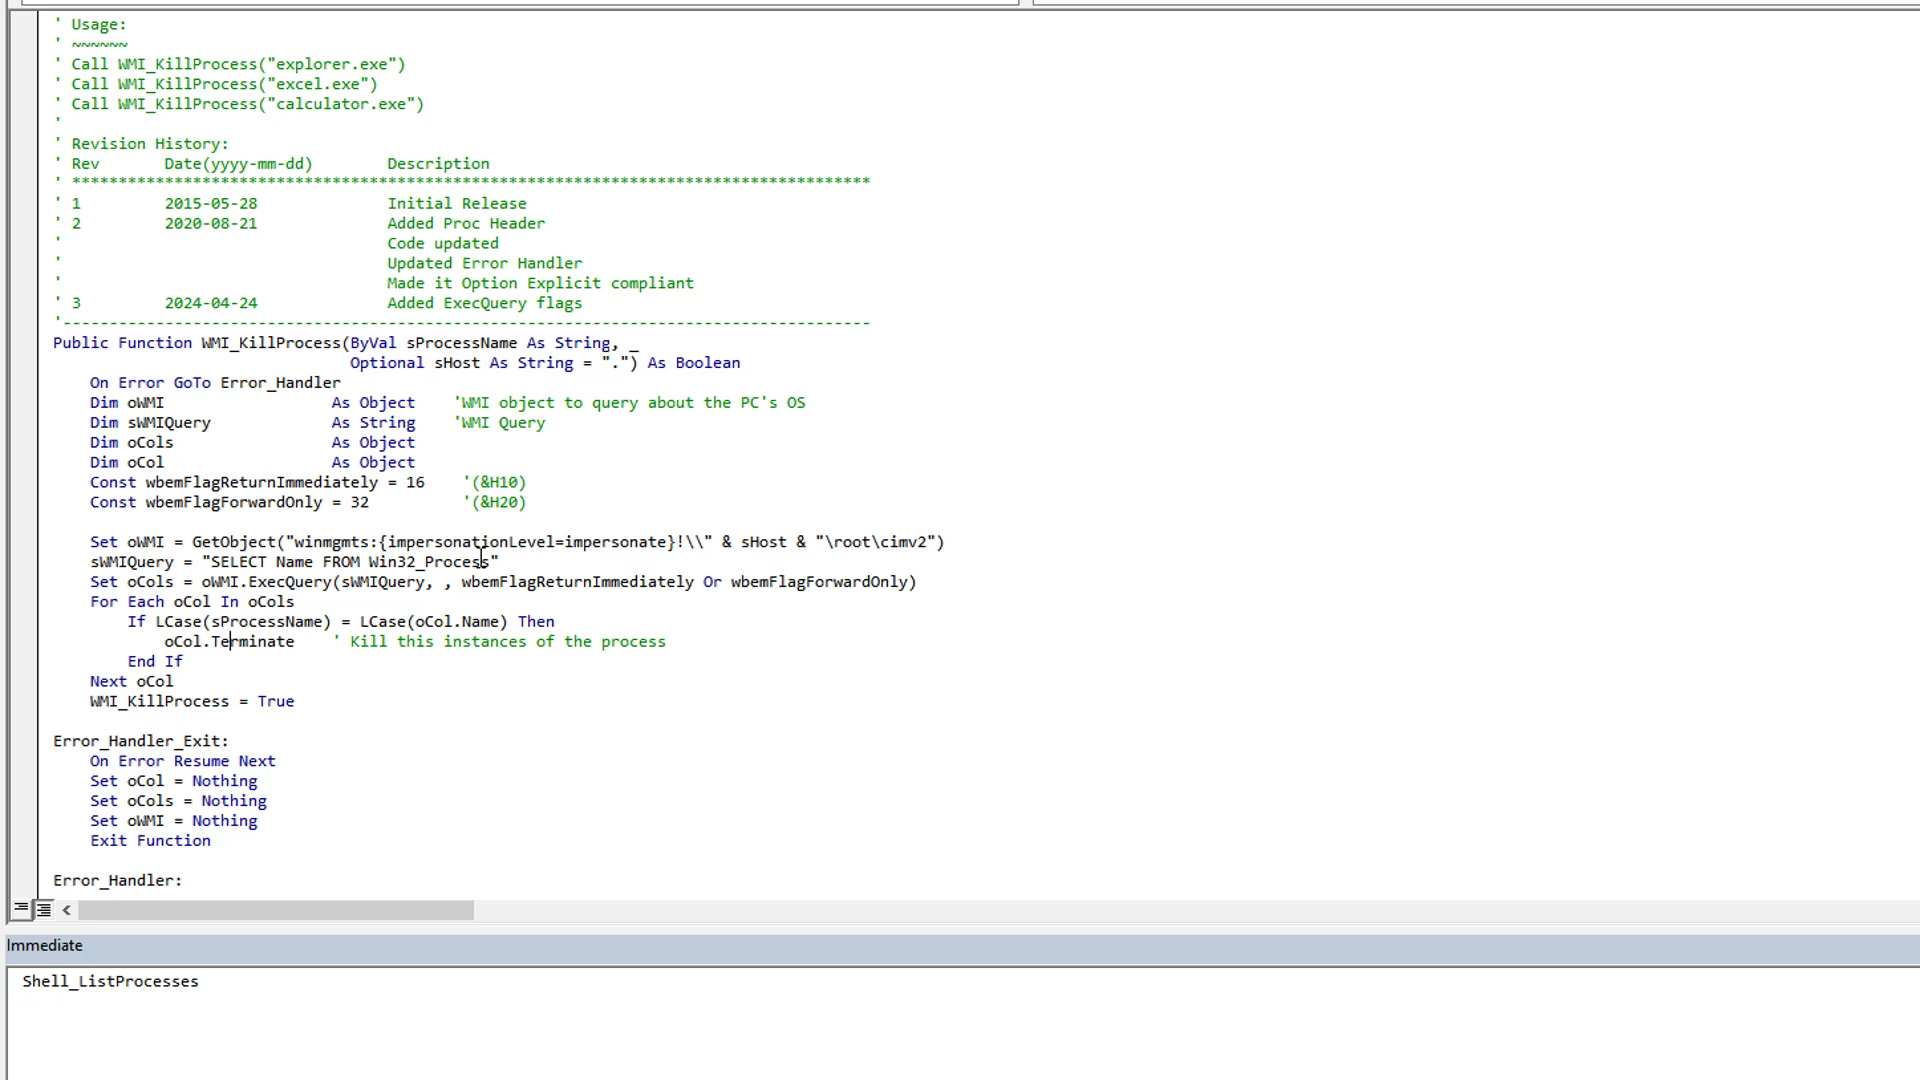 ' Usage:
' ~~~~~~
' Call WMI_KillProcess("explorer.exe")
' Call WMI_KillProcess("excel.exe")
' Call WMI_KillProcess("calculator.exe")
'
' Revision History:
' Rev       Date(yyyy-mm-dd)        Description
' **************************************************************************************
' 1         2015-05-28              Initial Release
' 2         2020-08-21              Added Proc Header
'                                   Code updated
'                                   Updated Error Handler
'                                   Made it Option Explicit compliant
' 3         2024-04-24              Added ExecQuery flags
'---------------------------------------------------------------------------------------
Public Function WMI_KillProcess(ByVal sProcessName As String, _
                                Optional sHost As String = ".") As Boolean
    On Error GoTo Error_Handler
    Dim oWMI                  As Object    'WMI object to query about the PC's OS
    Dim sWMIQuery             As String    'WMI Query
    Dim oCols                 As Object
    Dim oCol                  As Object
    Const wbemFlagReturnImmediately = 16    '(&H10)
    Const wbemFlagForwardOnly = 32          '(&H20)

    Set oWMI = GetObject("winmgmts:{impersonationLevel=impersonate}!\\" & sHost & "\root\cimv2")
    sWMIQuery = "SELECT Name FROM Win32_Process"
    Set oCols = oWMI.ExecQuery(sWMIQuery, , wbemFlagReturnImmediately Or wbemFlagForwardOnly)
    For Each oCol In oCols
        If LCase(sProcessName) = LCase(oCol.Name) Then
            oCol.Terminate    ' Kill this instances of the process
        End If
    Next oCol
    WMI_KillProcess = True

Error_Handler_Exit:
    On Error Resume Next
    Set oCol = Nothing
    Set oCols = Nothing
    Set oWMI = Nothing
    Exit Function

Error_Handler:
Immediate
Shell_ListProcesses